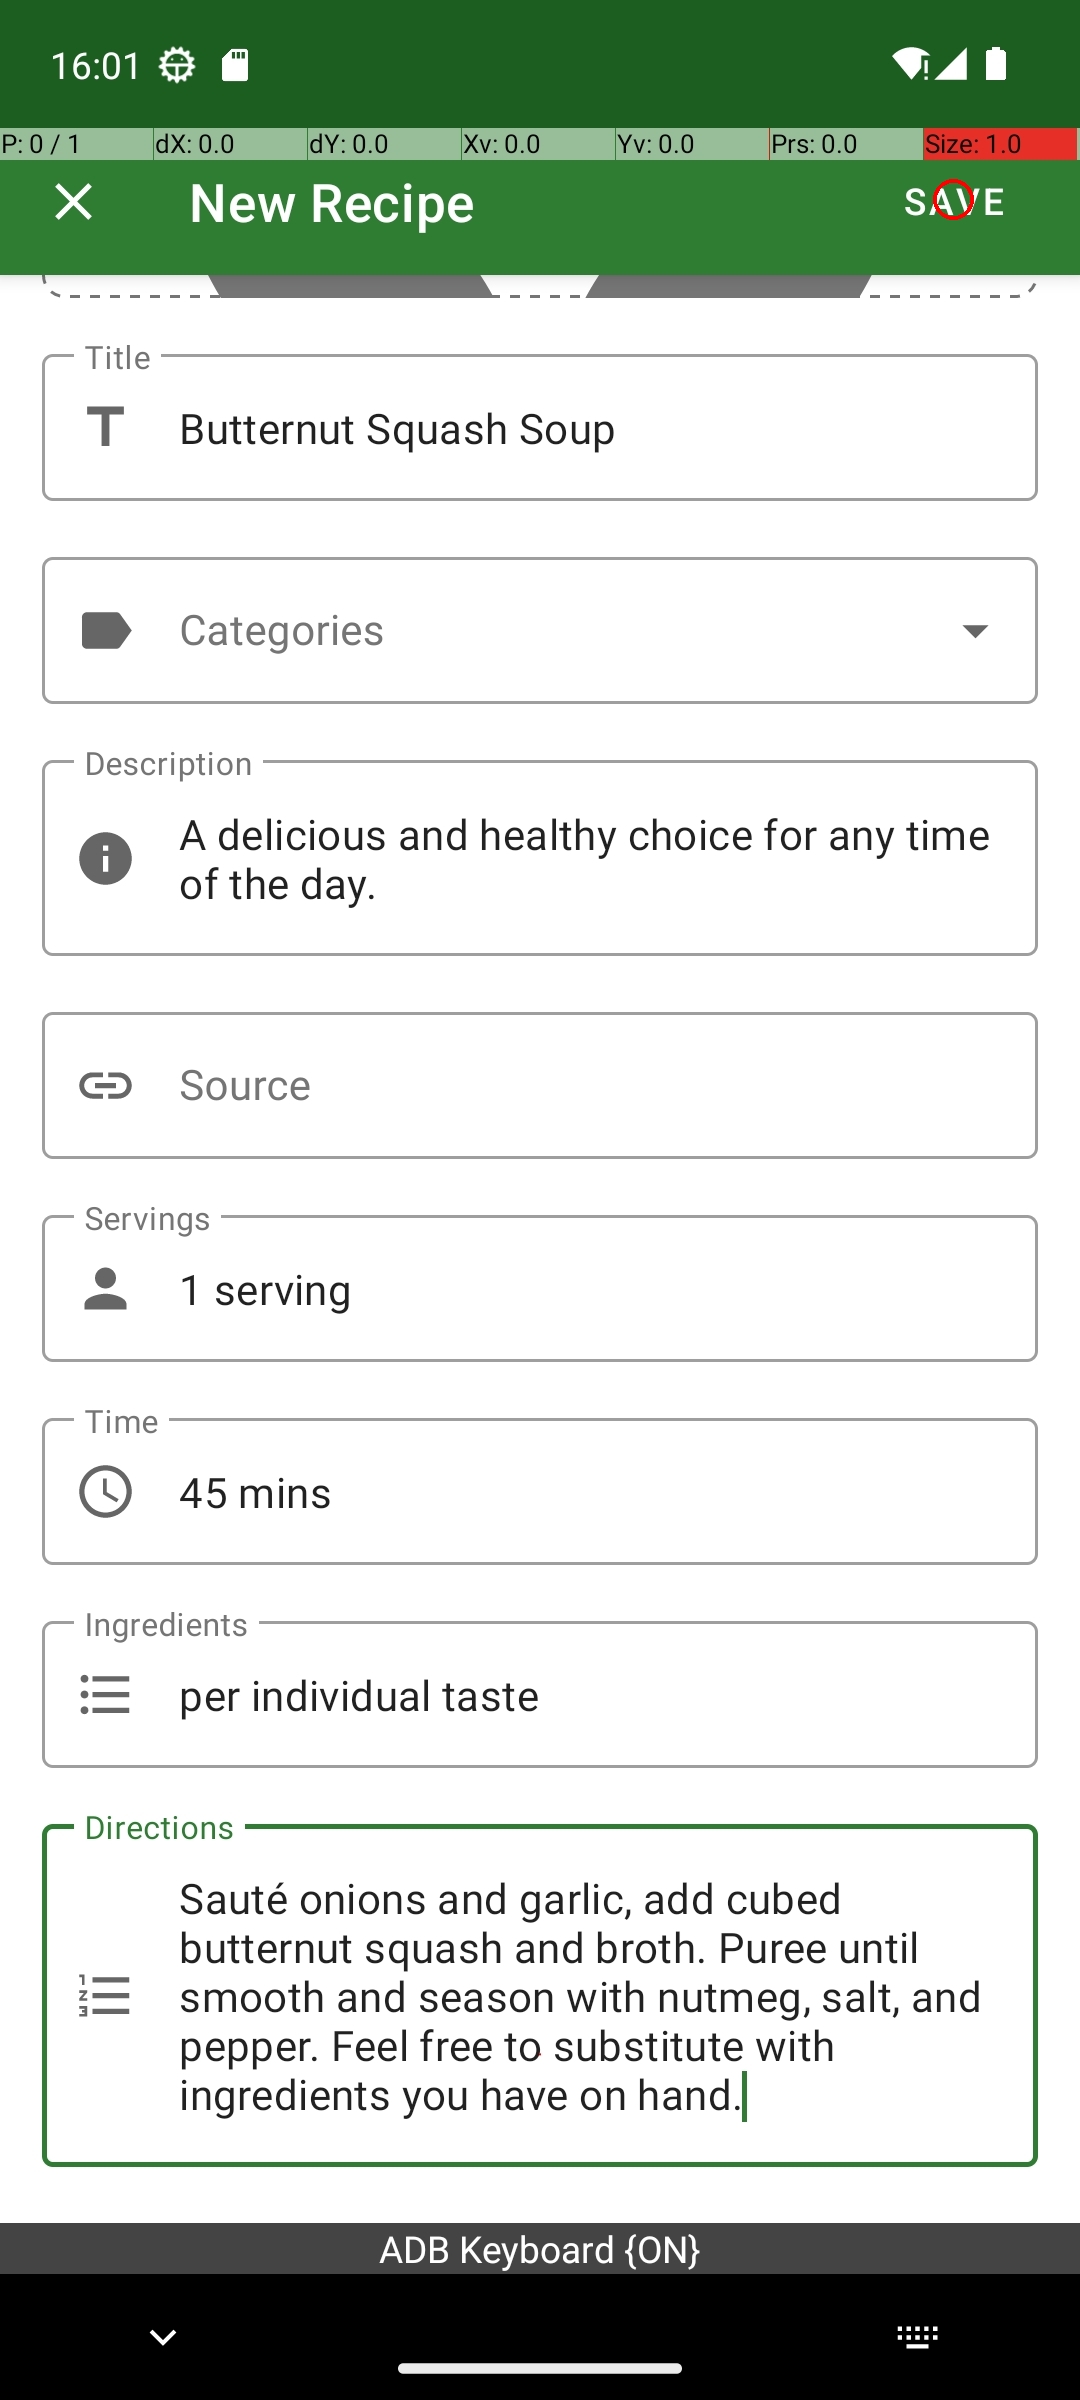 16:01
P: 0 / 1 dX: 0.0 dY: 0.0 Xv: 0.0 Yv: 0.0 Prs: 0.0 Size: 1.0
New Recipe SAVE
Title
Butternut Squash Soup
Categories
Description
A delicious and healthy choice for any time
of the day.
Source
Servings
1 serving
Time
45 mins
Ingredients
per individual taste
Directions
Sauté onions and garlic, add cubed
butternut squash and broth. Puree until
smooth and season with nutmeg, salt, and
pepper. Feel free to substitute with
ingredients you have on hand.
ADB Keyboard {ON}